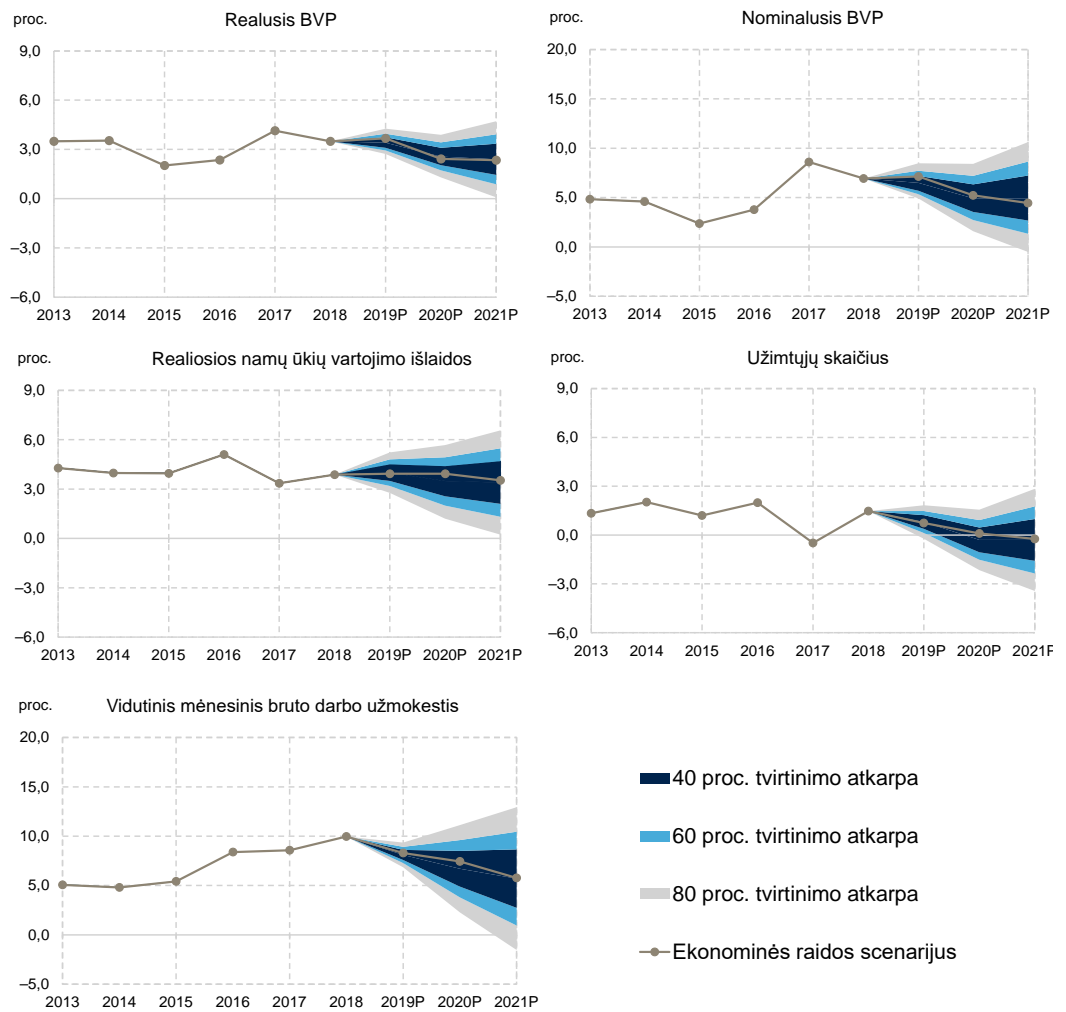 proc.
Realusis BVP
9,0
6,0
3,0
0,0
–3,0
–6,0
2013 2014 2015 2016 2017 2018 2019P 2020P 2021P
proc.
Nominalusis BVP
20,0
15,0
10,0
5,0
0,0
–5,0
2013 2014 2015 2016 2017 2018 2019P 2020P 2021P
proc.
Realiosios namų ūkių vartojimo išlaidos
9,0
6,0
3,0
0,0
–3,0
–6,0
2013 2014 2015 2016 2017 2018 2019P 2020P 2021P
proc.
Užimtųjų skaičius
9,0
6,0
3,0
0,0
–3,0
–6,0
2013 2014 2015 2016 2017 2018 2019P 2020P 2021P
proc.
Vidutinis mėnesinis bruto darbo užmokestis
20,0
15,0
10,0
5,0
0,0
–5,0
2013 2014 2015 2016 2017 2018 2019P 2020P 2021P
40 proc. tvirtinimo atkarpa
60 proc. tvirtinimo atkarpa
80 proc. tvirtinimo atkarpa
Ekonominės raidos scenarijus